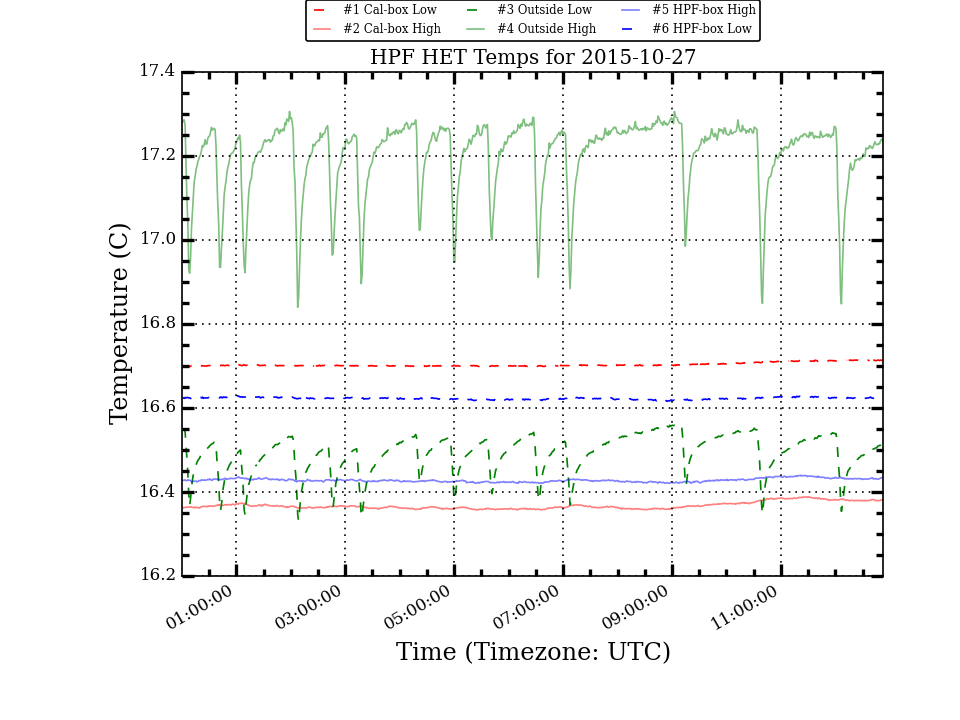 #1 Cal-box Low #3 Outside Low #5 HPF-box High
#2 Cal-box High #4 Outside High #6 HPF-box Low
HPF HET Temps for 2015-10-27
17.4
17.2
17.0
16.8
16.6
16.4
16.2
Temperature (C)
01:00:00 03:00:00 05:00:00 07:00:00 09:00:00 11:00:00
Time (Timezone: UTC)